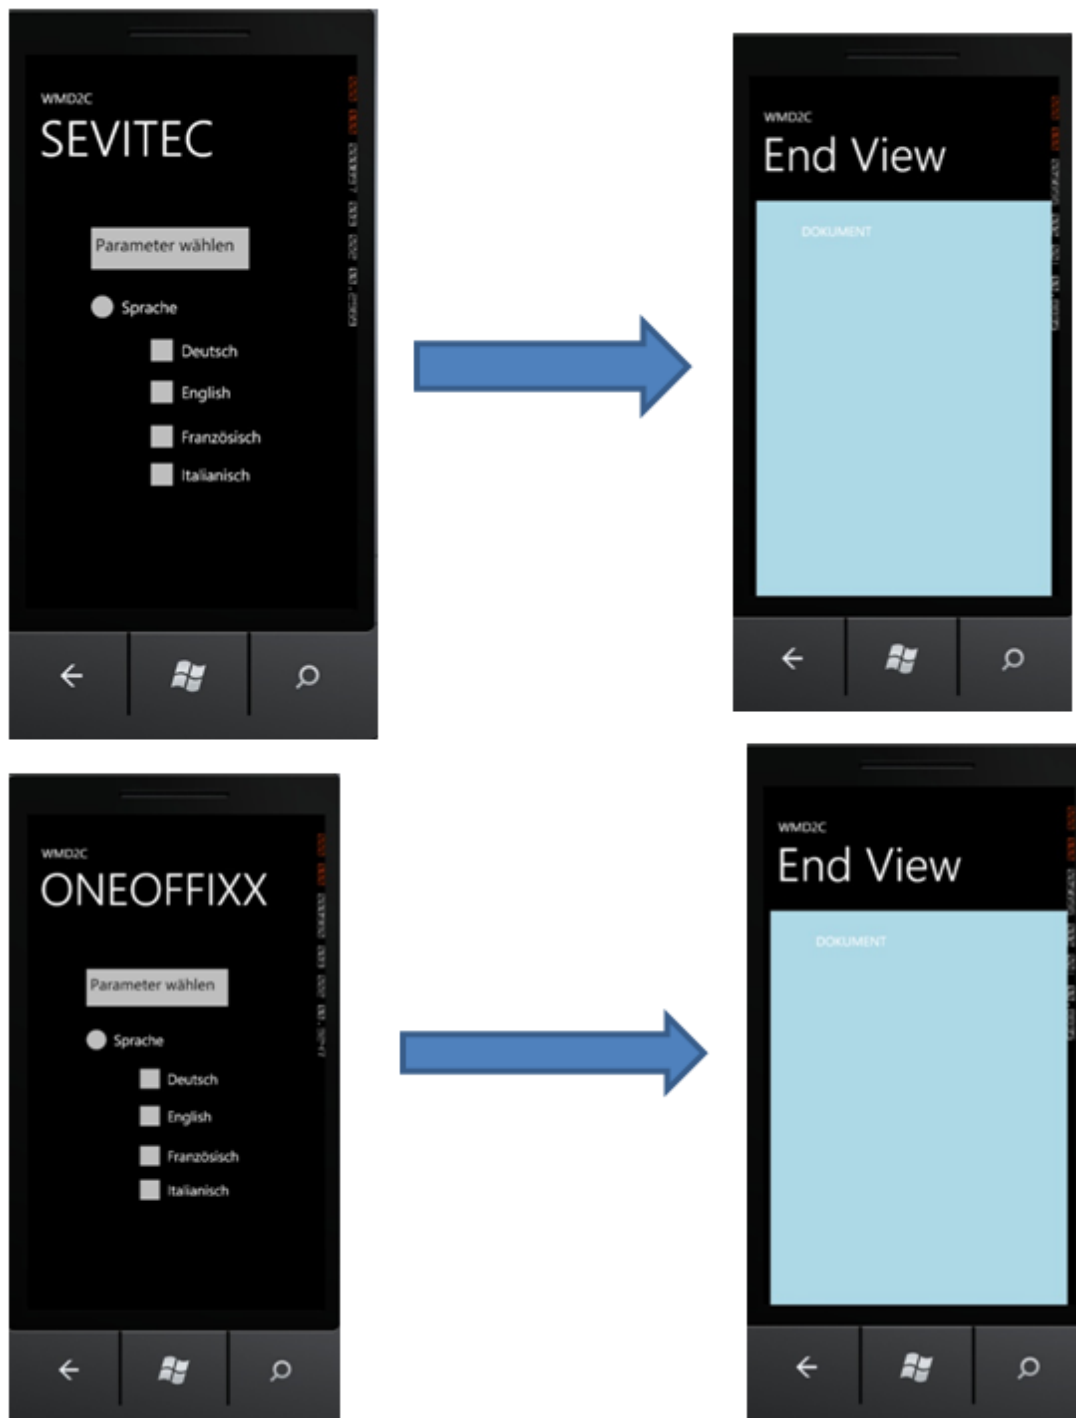 WMD2C
SEVITEC
Parameter wählen
Sprache
Deutsch
English
Französisch
Italianisch
WMD2C
End View
DOKUMENT
WMD2C
ONEOFFIXX
Parameter wählen
Sprache
Deutsch
English
Französisch
Italianisch
WMD2C
End View
DOKUMENT